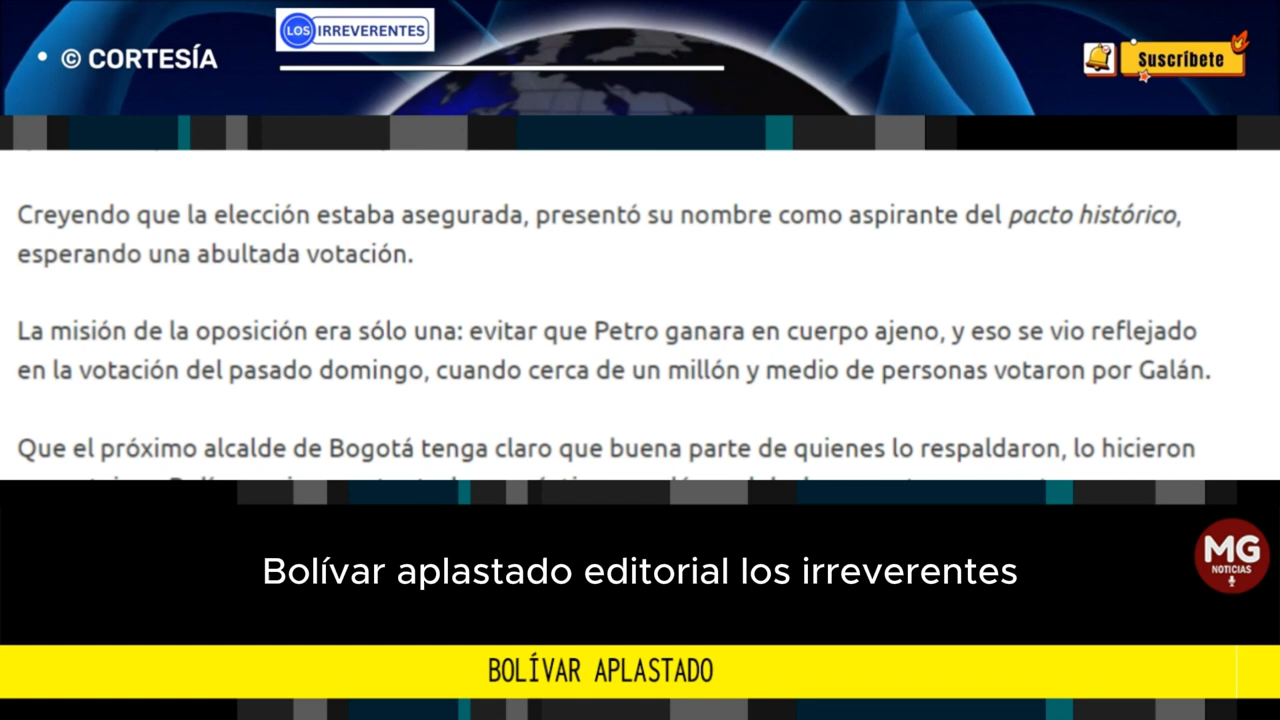 LOS IRREVERENTES
• © CORTESÍA
Suscríbete
Creyendo que la elección estaba asegurada, presentó su nombre como aspirante del pacto histórico,
esperando una abultada votación.
La misión de la oposición era sólo una: evitar que Petro ganara en cuerpo ajeno, y eso se vio reflejado
en la votación del pasado domingo, cuando cerca de un millón y medio de personas votaron por Galán.
Que el próximo alcalde de Bogotá tenga claro que buena parte de quienes lo respaldaron, lo hicieron
Bolívar aplastado editorial los irreverentes
MG
NOTICIAS
BOLÍVAR APLASTADO